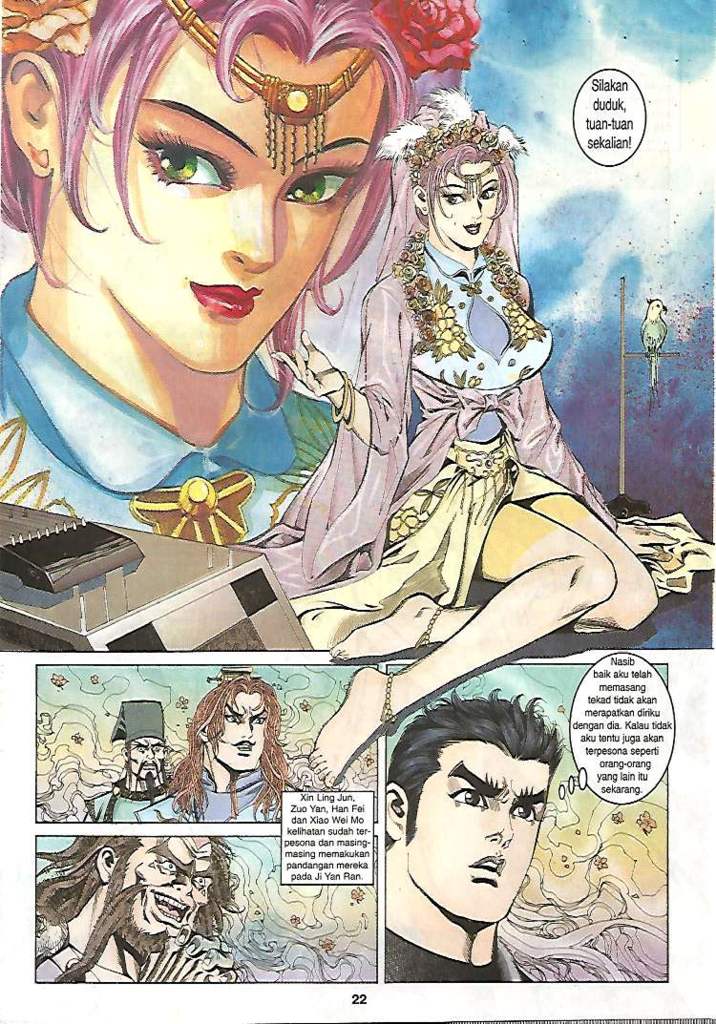 Silakan
duduk,
tuan-tuan
sekalian!
Nasib
baik aku telah
memasang
tekad tidak akan
merapatkan diriku
dengan dia. Kalau tidak
aku tentu juga akan
terpesona seperti
orang-orang
yang lain itu
sekarang.
Xin Ling Jun,
Zuo Yan, Han Fei
dan Xiao Wei Mo
kelihatan sudah ter-
pesona dan masing-
masing memakukan
pandangan mereka
pada Ji Yan Ran.
22